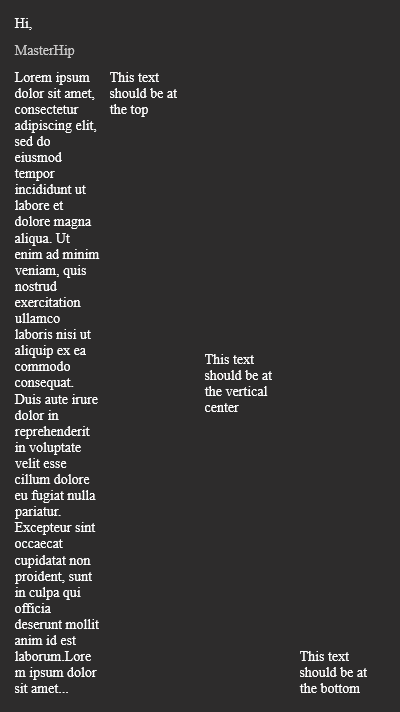 Hi,
MasterHip
Lorem ipsum
dolor sit amet,
consectetur
adipiscing elit,
sed do
eiusmod
tempor
incididunt ut
labore et
dolore magna
aliqua. Ut
enim ad minim
veniam, quis
nostrud
exercitation
ullamco
laboris nisi ut
aliquip ex ea
commodo
consequat.
Duis aute irure
dolor in
reprehenderit
in voluptate
velit esse
cillum dolore
eu fugiat nulla
pariatur.
Excepteur sint
occaecat
cupidatat non
proident, sunt
in culpa qui
officia
deserunt mollit
anim id est
laborum.Lore
m ipsum dolor
sit amet...
This text
should be at
the top
This text
should be at
the vertical
center
This text
should be at
the bottom